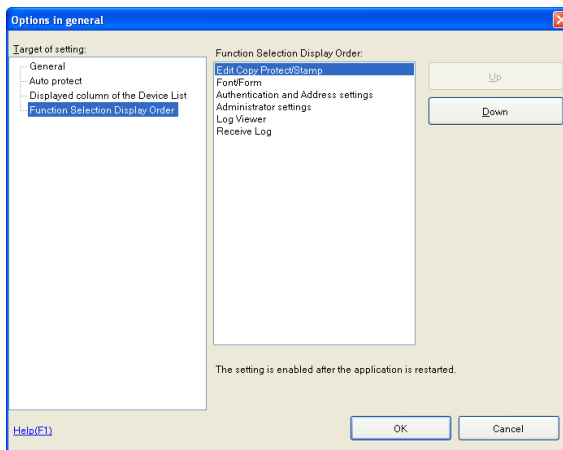 Options in general
Target of setting:
General
Auto protect
Displayed column of the Device List
Function Selection Display Order
Function Selection Display Order:
Edit Copy Protect/Stamp
Font/Form
Authentication and Address settings
Administrator settings
Log Viewer
Receive Log
Up
Down
The setting is enabled after the application is restarted.
Help(F1)
OK
Cancel